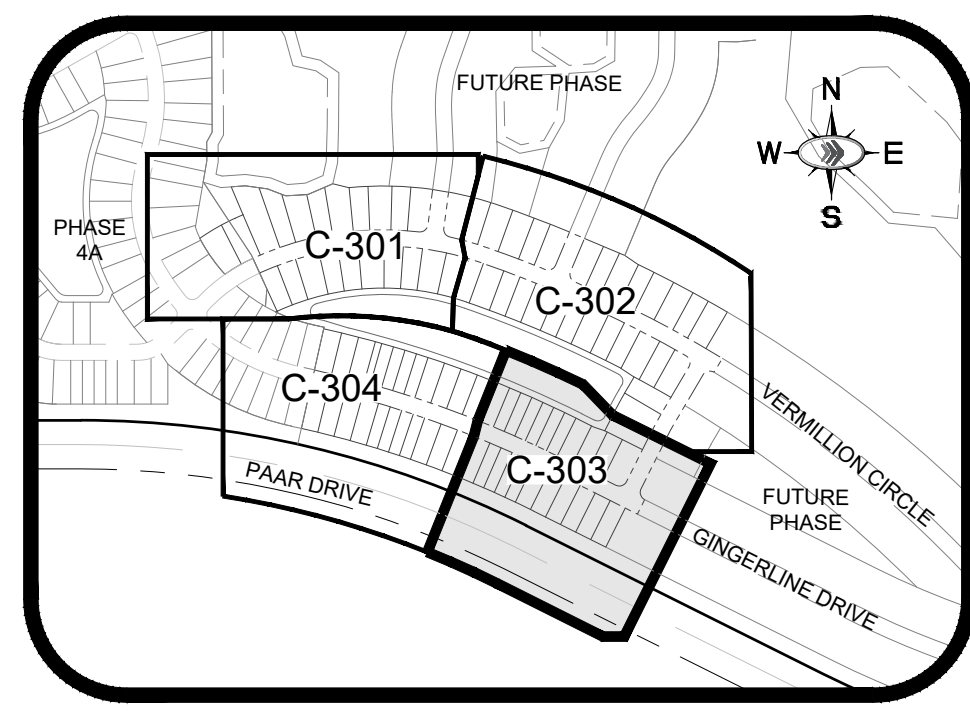 FUTURE PHASE
N
W
E
S
PHASE
4A
C-301
C-302
C-304
C-303
PAAR DRIVE
VERMILLION CIRCLE
FUTURE
PHASE
GINGERLINE DRIVE